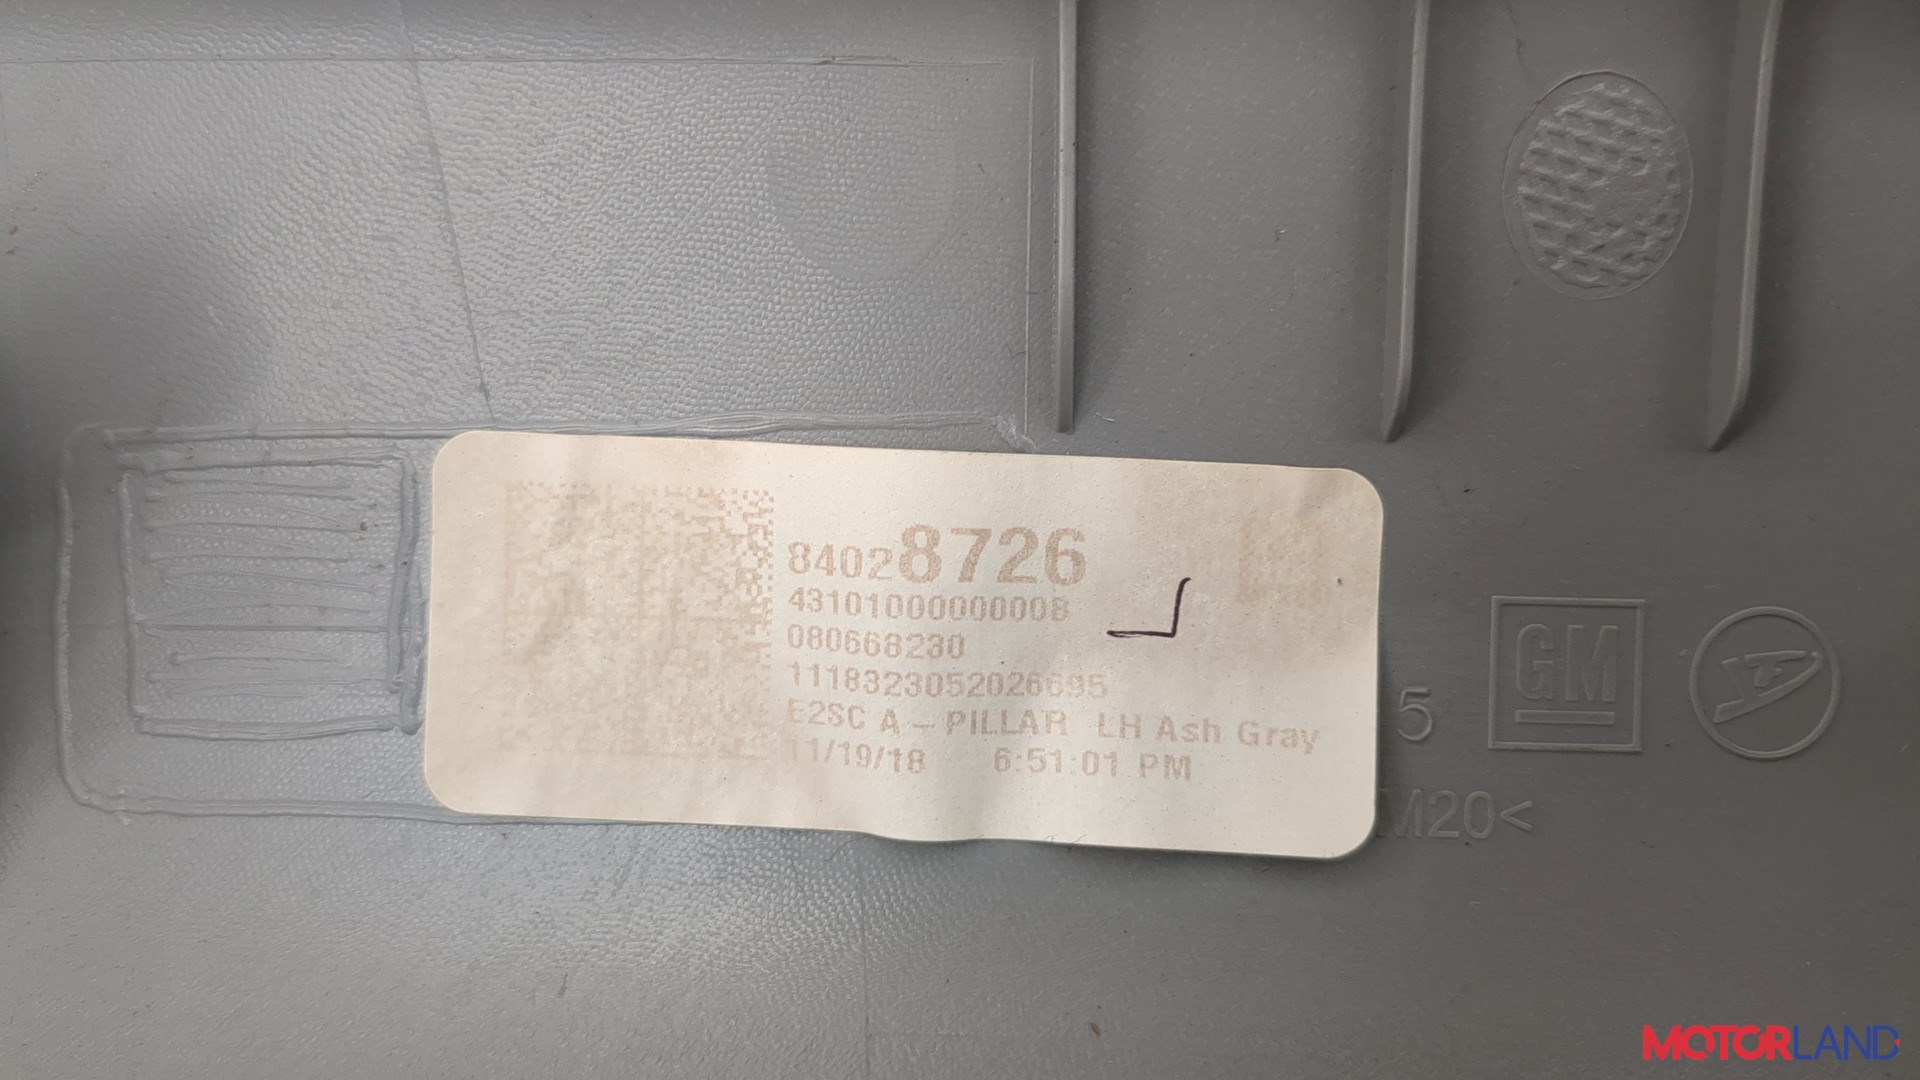 84028726
43101000000008
080668230
1118323052026695
E2SC A - PILLAR LH Ash Gray
11/19/18 6:51:01 PM
5
GM
M20<
MOTORLAND